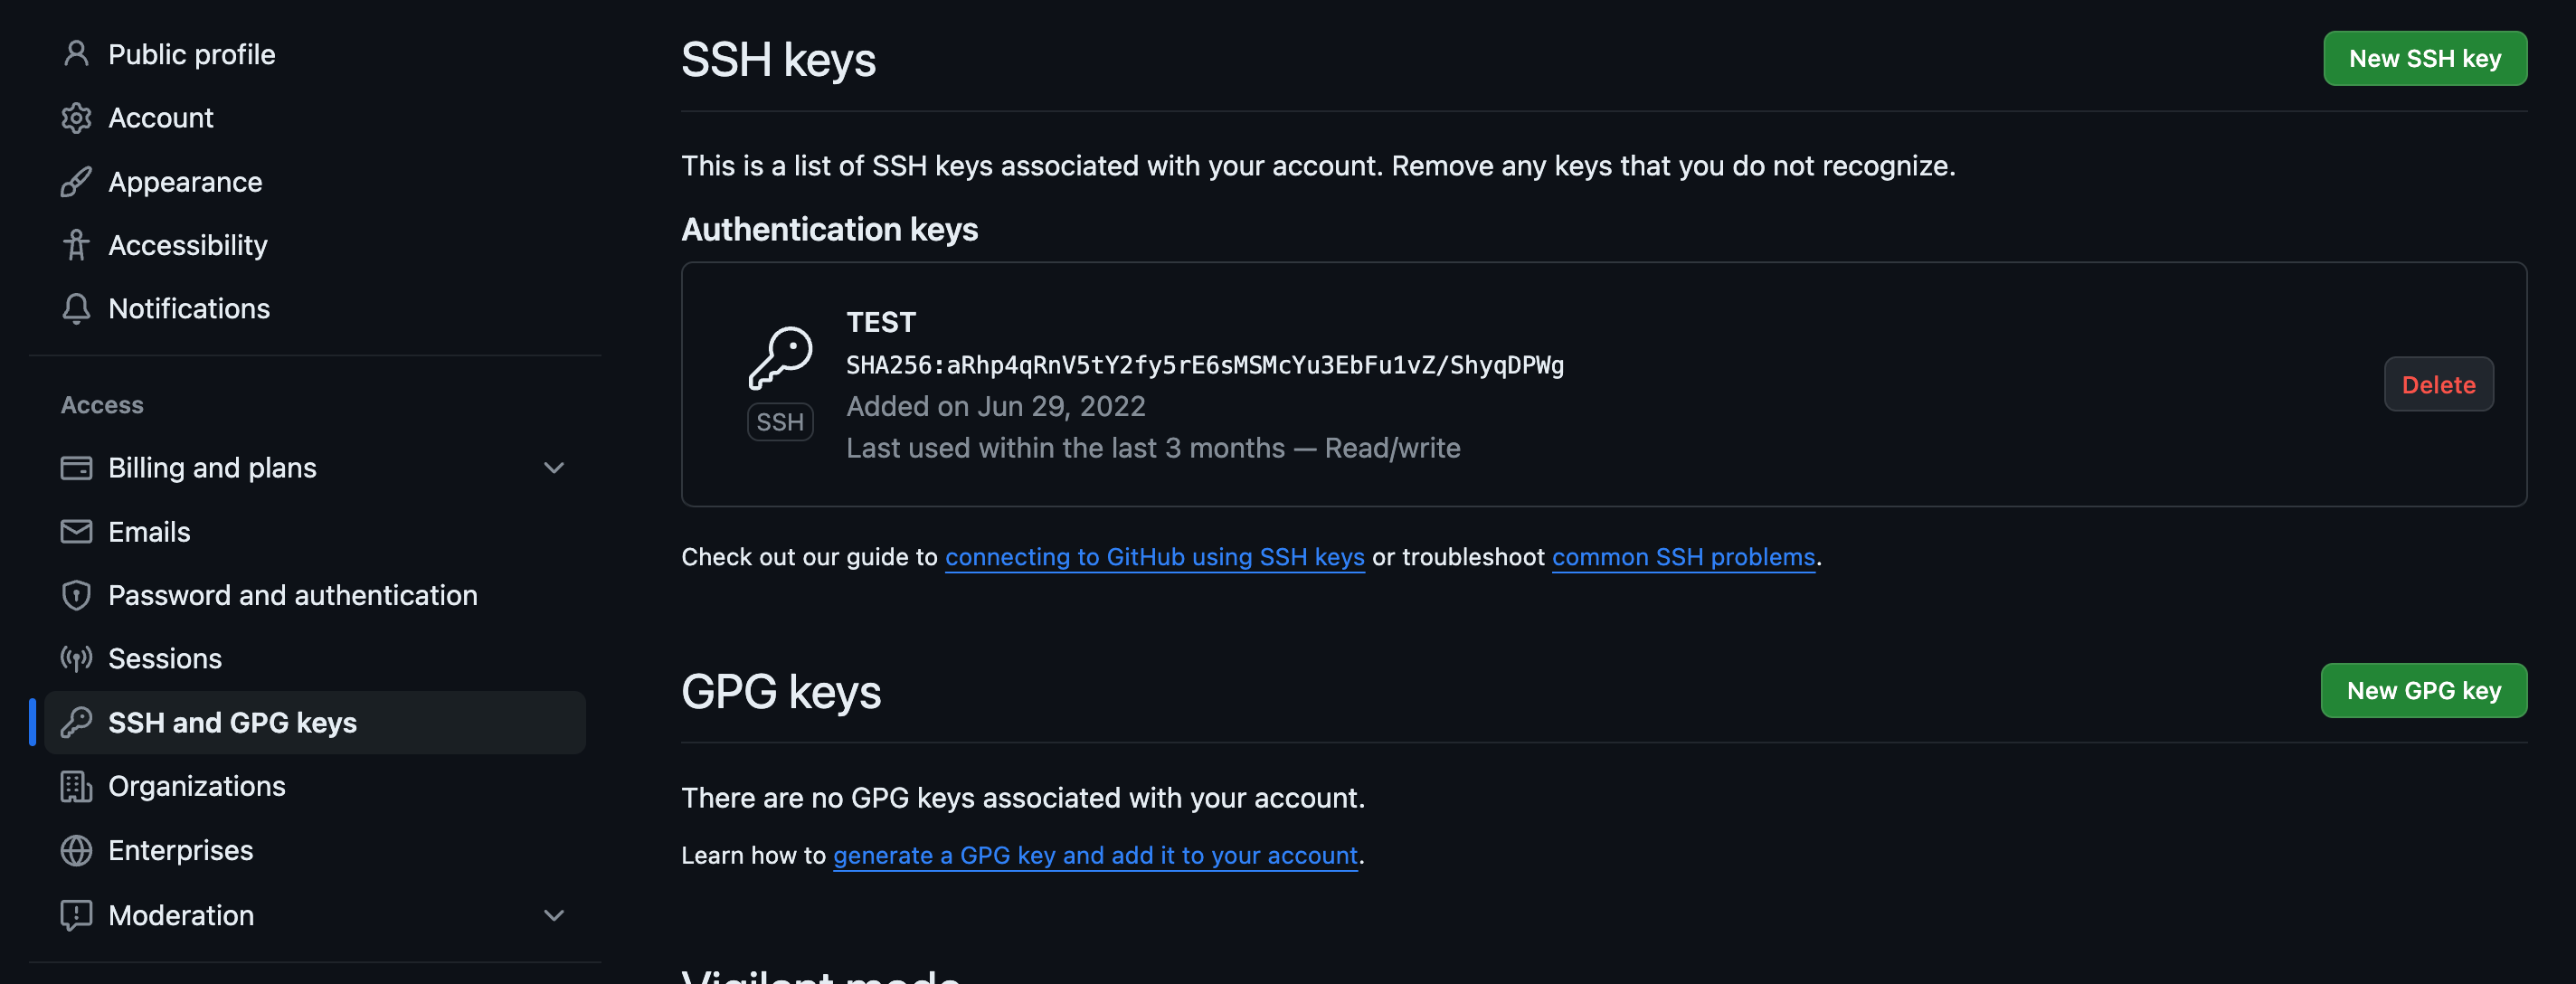 Public profile
Account
Appearance
Accessibility
Notifications
Access
Billing and plans
Emails
Password and authentication
Sessions
SSH and GPG keys
Organizations
Enterprises
Moderation
SSH keys
New SSH key
This is a list of SSH keys associated with your account. Remove any keys that you do not recognize.
Authentication keys
TEST
SHA256:aRhp4qRnV5tY2fy5rE6sMSMcYu3EbFu1vZ/ShyqDPWg
Added on Jun 29, 2022
Last used within the last 3 months — Read/write
SSH
Delete
Check out our guide to connecting to GitHub using SSH keys or troubleshoot common SSH problems.
GPG keys
New GPG key
There are no GPG keys associated with your account.
Learn how to generate a GPG key and add it to your account.
Vigilant mode